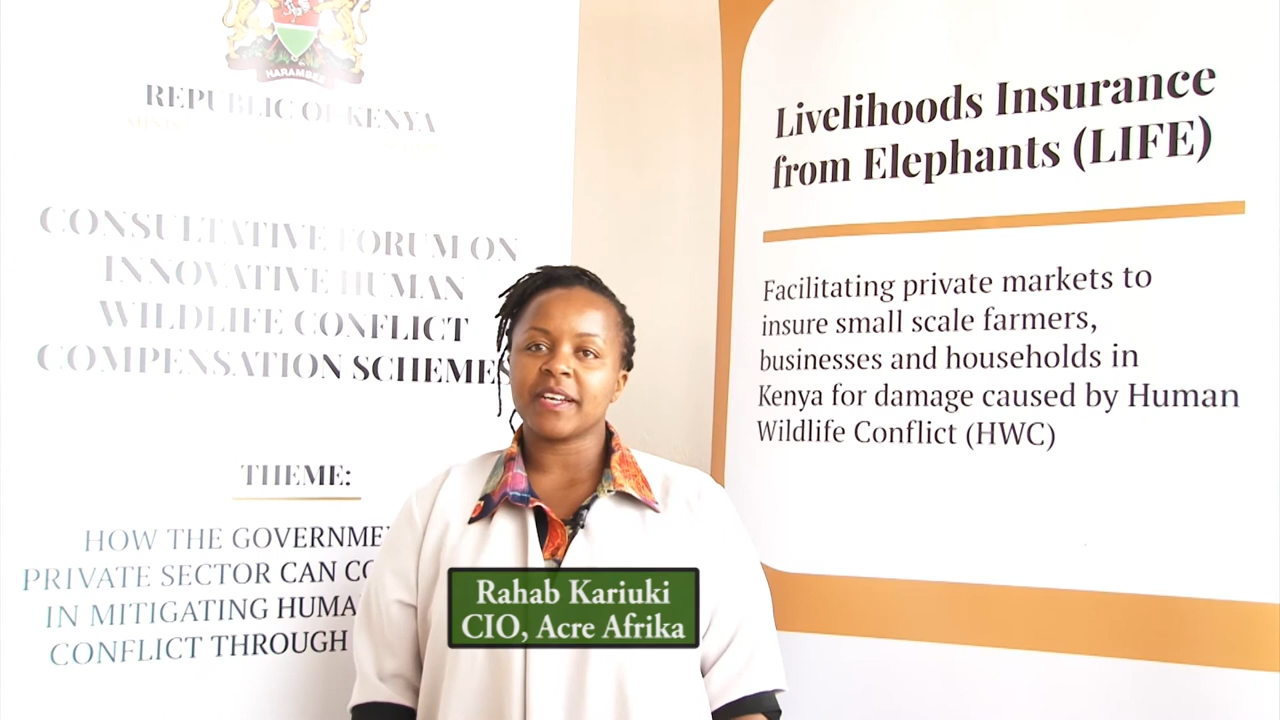 HARAMBEE
REPUBLIC OF KENYA
CONSULTATIVE FORUM ON
INNOVATIVE HUMAN
WILDLIFE CONFLICT
COMPENSATION SCHEMES
THEME:
HOW THE GOVERNME
PRIVATE SECTOR CAN CO
IN MITIGATING HUMA
CONFLICT THROUGH
Livelihoods Insurance
from Elephants (LIFE)
Facilitating private markets to
insure small scale farmers,
businesses and households in
Kenya for damage caused by Human
Wildlife Conflict (HWC)
Rahab Kariuki
CIO, Acre Afrika